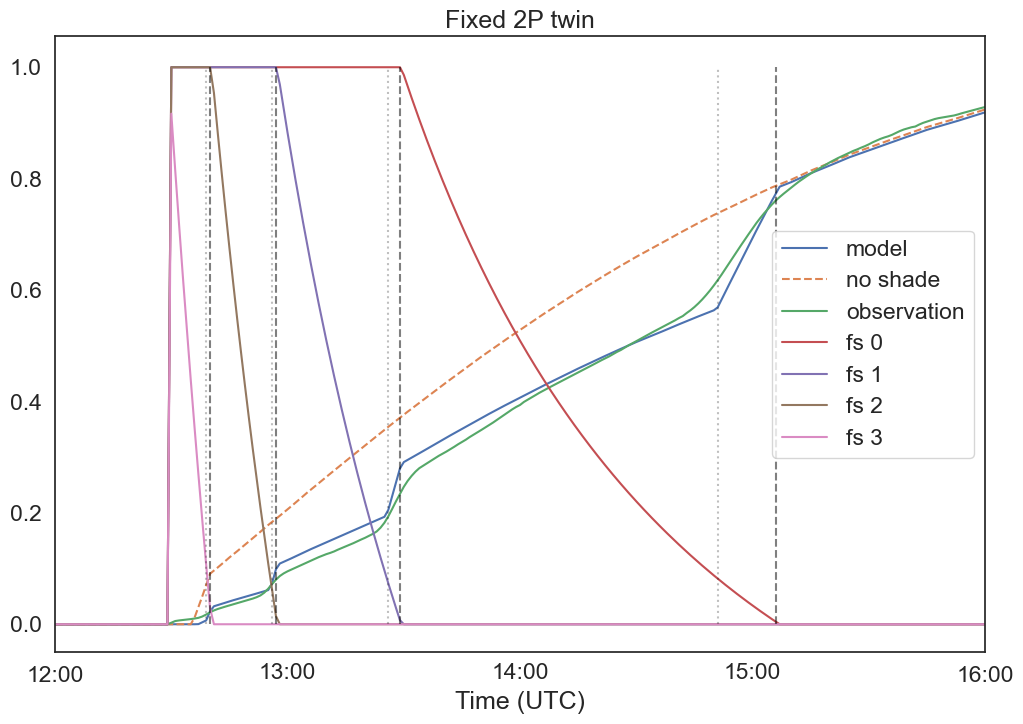 Fixed 2P twin
1.0
0.8
0.6
0.4
0.2
0.0
model
no shade
observation
fs 0
fs 1
fs 2
fs 3
12:00
13:00
14:00
15:00
16:00
Time (UTC)